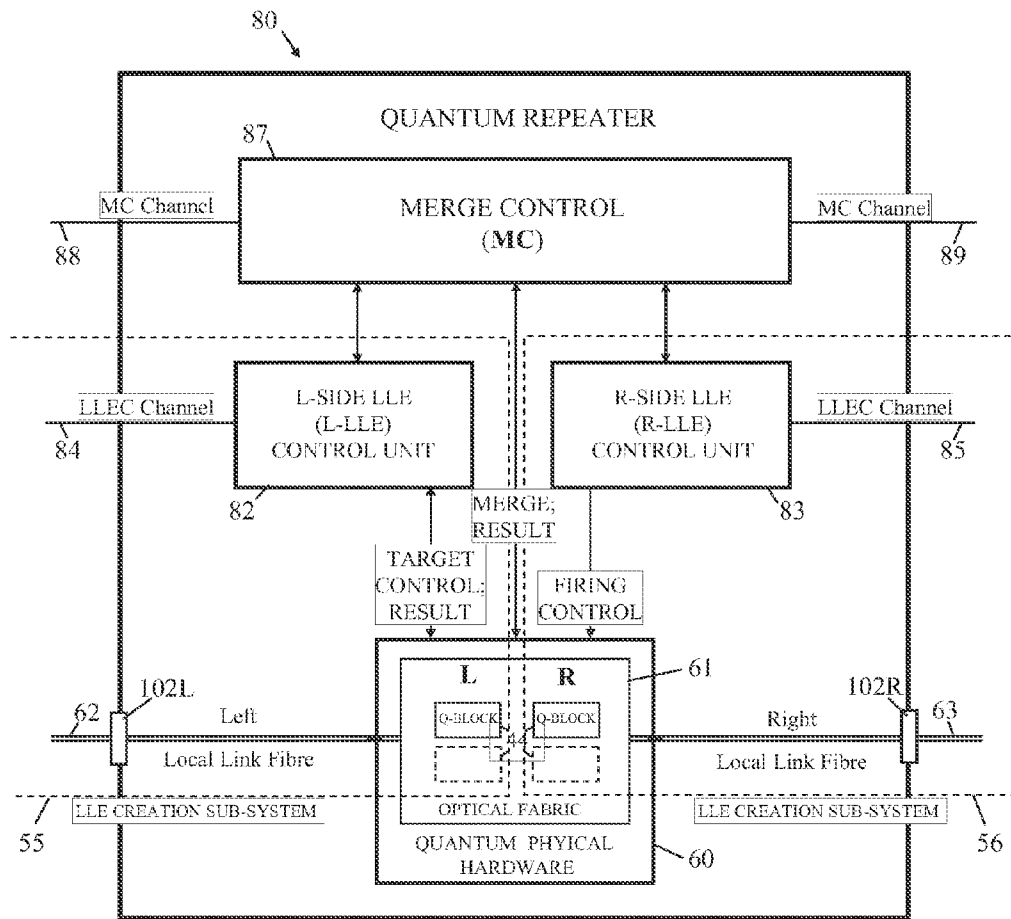 80
QUANTUM REPEATER
87
MC Channel
MERGE CONTROL
(MC)
MC Channel
88
89
LLEC Channel
L-SIDE LLE
(L-LLE)
CONTROL UNIT
R-SIDE LLE
(R-LLE)
CONTROL UNIT
LLEC Channel
84
85
82
83
MERGE;
RESULT
TARGET
CONTROL;
RESULT
FIRING
CONTROL
L
R
61
102L
102R
62
63
Left
Q-BLOCK
Q-BLOCK
Right
44
Local Link Fibre
Local Link Fibre
55
LLE CREATION SUB-SYSTEM
OPTICAL FABRIC
LLE CREATION SUB-SYSTEM
56
QUANTUM PHYICAL
HARDWARE
60